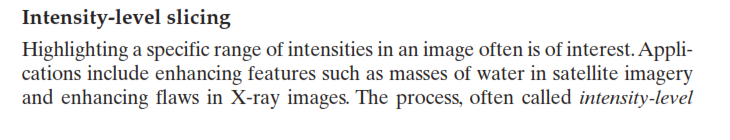 Intensity-level slicing
Highlighting a specific range of intensities in an image often is of interest. Appli-
cations include enhancing features such as masses of water in satellite imagery
and enhancing flaws in X-ray images. The process, often called intensity-level